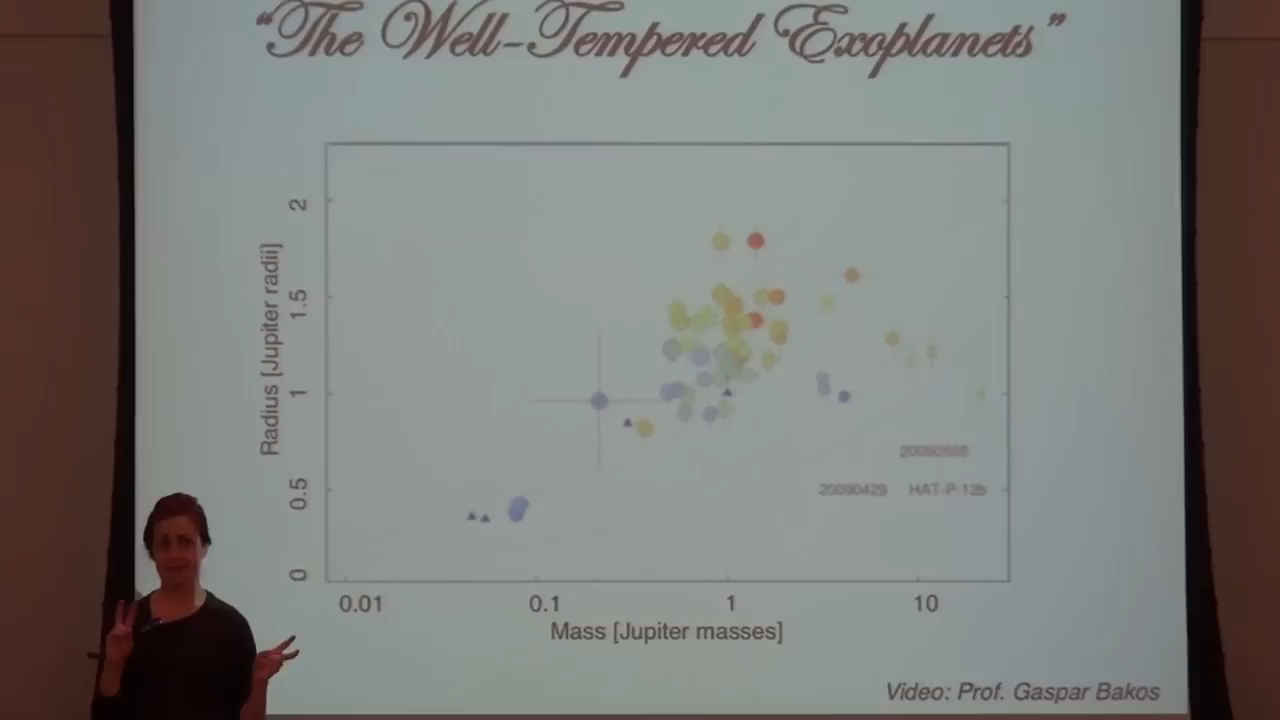 “The Well-Tempered Exoplanets”
Radius [Jupiter radii]
2
1.5
1
0.5
0
20090429 HAT-P-12b
0.01 0.1 1 10
Mass [Jupiter masses]
Video: Prof. Gaspar Bakos